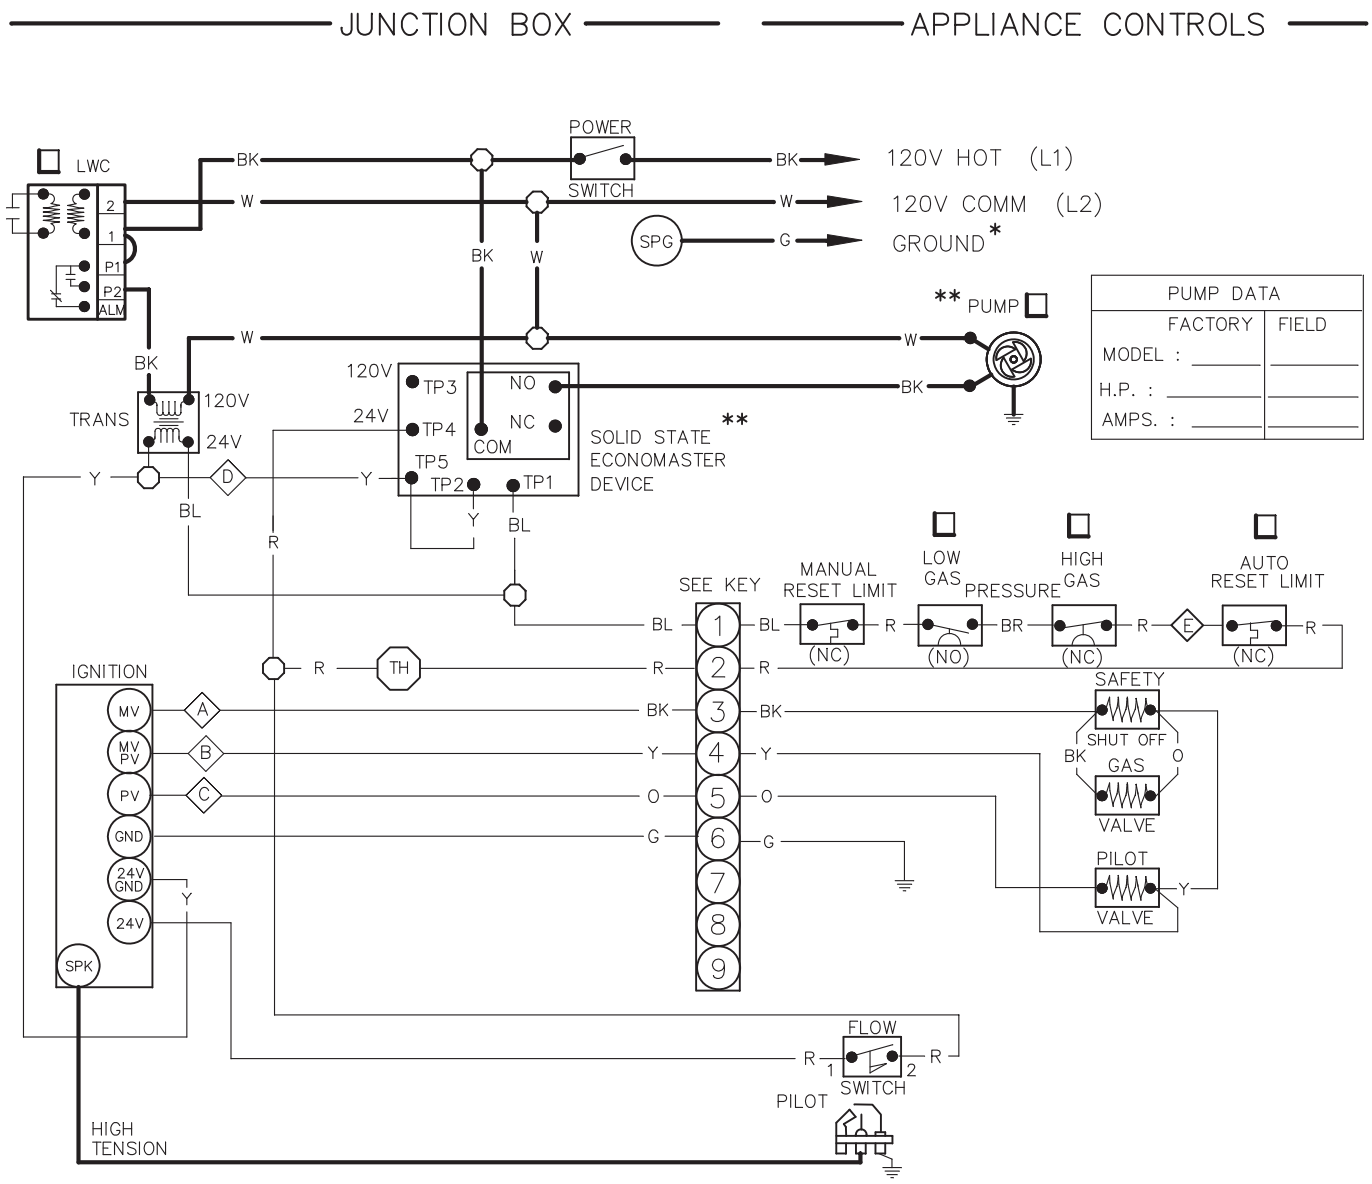 JUNCTION BOX
APPLIANCE CONTROLS
POWER
LWC
BK
BK
120V HOT (L1)
SWITCH
2
W
W
120V COMM (L2)
1
SPG
G
GROUND*
BK
W
P1
P2
ALM
** PUMP
PUMP DATA
FACTORY
FIELD
MODEL :
H.P. :
AMPS. :
W
W
BK
BK
120V
TRANS
24V
120V
TP3
NO
24V
TP4
NC
COM
**
SOLID STATE
ECONOMASTER
DEVICE
TP5
TP2
TP1
Y
D
Y
BL
Y
BL
R
LOW
GAS
HIGH
GAS
PRESSURE
MANUAL
RESET LIMIT
AUTO
RESET LIMIT
SEE KEY
BL
1
BL
R
BR
R
E
R
(NC)
(NO)
(NC)
(NC)
R
TH
R
2
R
IGNITION
SAFETY
MV
A
BK
3
BK
SHUT OFF
MV
PV
B
Y
4
Y
BK
O
GAS
PV
C
O
5
O
VALVE
GND
G
6
G
PILOT
24V
GND
Y
7
Y
VALVE
24V
8
SPK
9
FLOW
R
1
2
R
SWITCH
PILOT
HIGH
TENSION